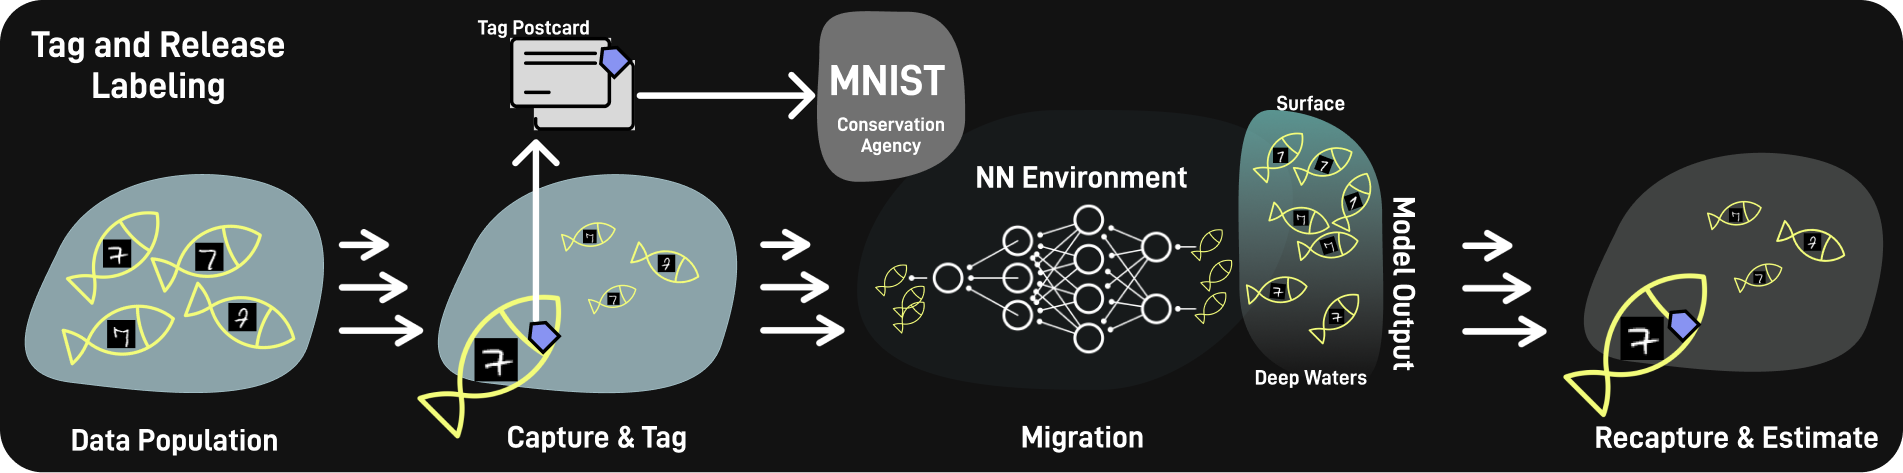 Tag and Release
Labeling
Tag Postcard
MNIST
Conservation
Agency
NN Environment
Surface
Deep Waters
Model Output
Data Population
Capture & Tag
Migration
Recapture & Estimate